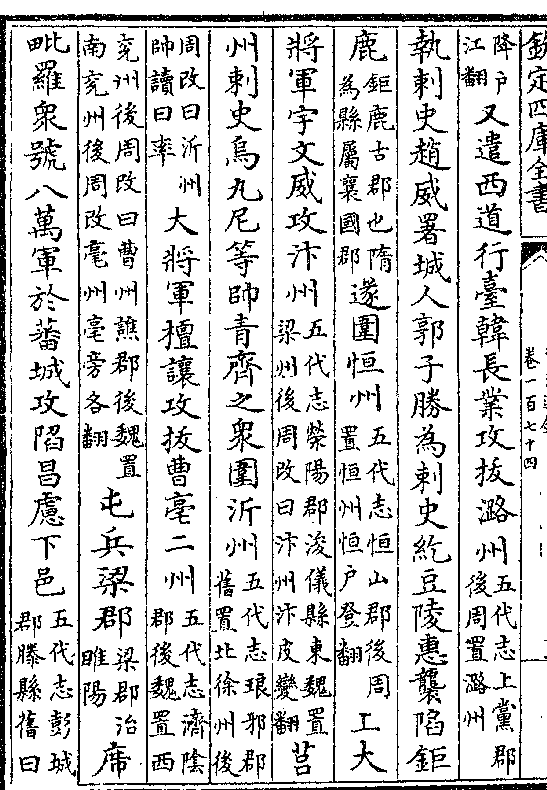 欽定四庫全書
卷一百七十四
降户江翻又遣西道行臺韓長業攻拔潞州五代志上黨郡後周置潞州
執刺史趙威署城人郭子勝為刺史紇豆陵惠襲陷鉅
鹿鉅鹿古郡也隋為縣屬襄國郡遂圍恒州五代志恒山郡後周置恒州恒户登翻上大
將軍宇文威攻汴州五代志榮陽郡浚儀縣東魏置梁州後周改曰汴州汴皮變翻莒
州刺史烏九尼等帥青齊之衆圍沂州五代志琅邪郡舊置北徐州後
周改曰沂州帥讀曰率大將軍檀讓攻拔曹亳二州五代志濟陰郡後魏置西
兖州後周改曰曹州譙郡後魏置南兖州後周改亳州亳旁各翻屯兵梁郡梁郡治睢陽席
毗羅衆號八萬軍於蕃城攻陷昌慮下邑五代志彭城郡滕縣舊曰